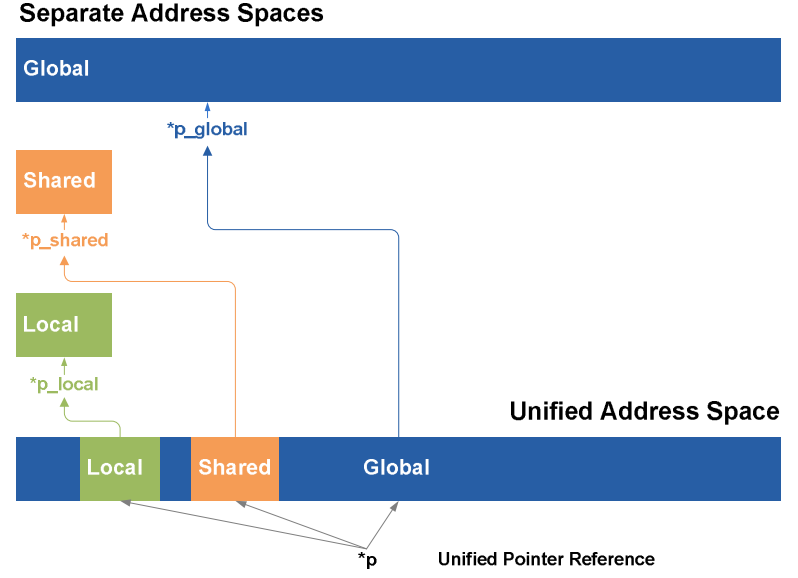 Separate Address Spaces
Global
*p_global
Shared
*p_shared
Local
*p_local
Unified Address Space
Local Shared Global
*p Unified Pointer Reference